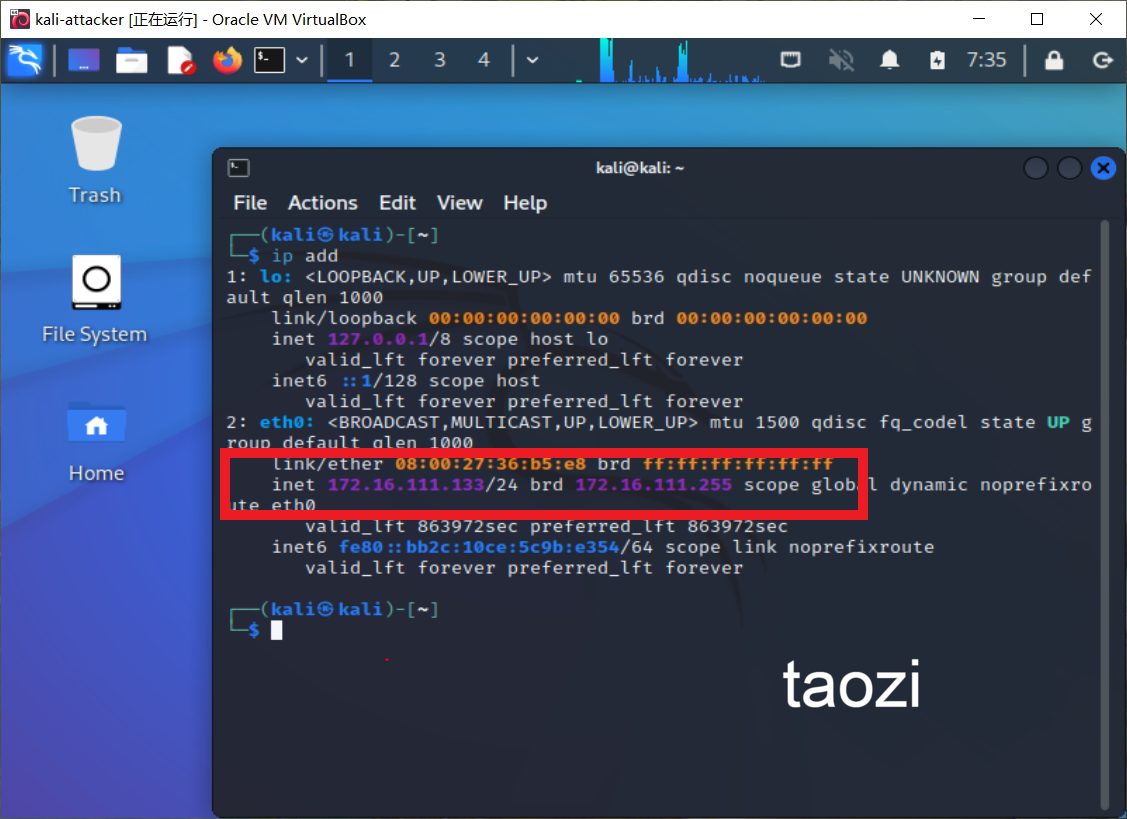 kali-attacker [正在运行] - Oracle VM VirtualBox
1 2 3 4 7:35
Trash
File System
Home
kali@kali: ~
File Actions Edit View Help
┌──(kali㉿kali)-[~]
└─$ ip add
1: lo: <LOOPBACK,UP,LOWER_UP> mtu 65536 qdisc noqueue state UNKNOWN group def
ault qlen 1000
link/loopback 00:00:00:00:00:00 brd 00:00:00:00:00:00
inet 127.0.0.1/8 scope host lo
valid_lft forever preferred_lft forever
inet6 ::1/128 scope host
valid_lft forever preferred_lft forever
2: eth0: <BROADCAST,MULTICAST,UP,LOWER_UP> mtu 1500 qdisc fq_codel state UP g
roup default qlen 1000
link/ether 08:00:27:36:b5:e8 brd ff:ff:ff:ff:ff:ff
inet 172.16.111.133/24 brd 172.16.111.255 scope global dynamic noprefixro
ute eth0
valid_lft 863972sec preferred_lft 863972sec
inet6 fe80::bb2c:10ce:5c9b:e354/64 scope link noprefixroute
valid_lft forever preferred_lft forever
┌──(kali㉿kali)-[~]
└─$
taozi